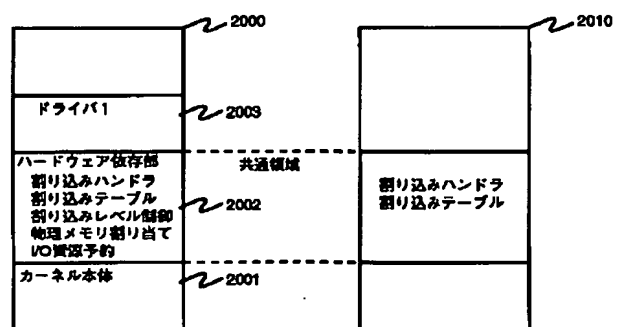 2000
2010
ドライバ1
2003
ハードウェア依存部
共通領域
割り込みハンドラ
割り込みテーブル
割り込みレベル制御
2002
物理メモリ割り当て
I/O資源予約
割り込みハンドラ
割り込みテーブル
カーネル本体
2001